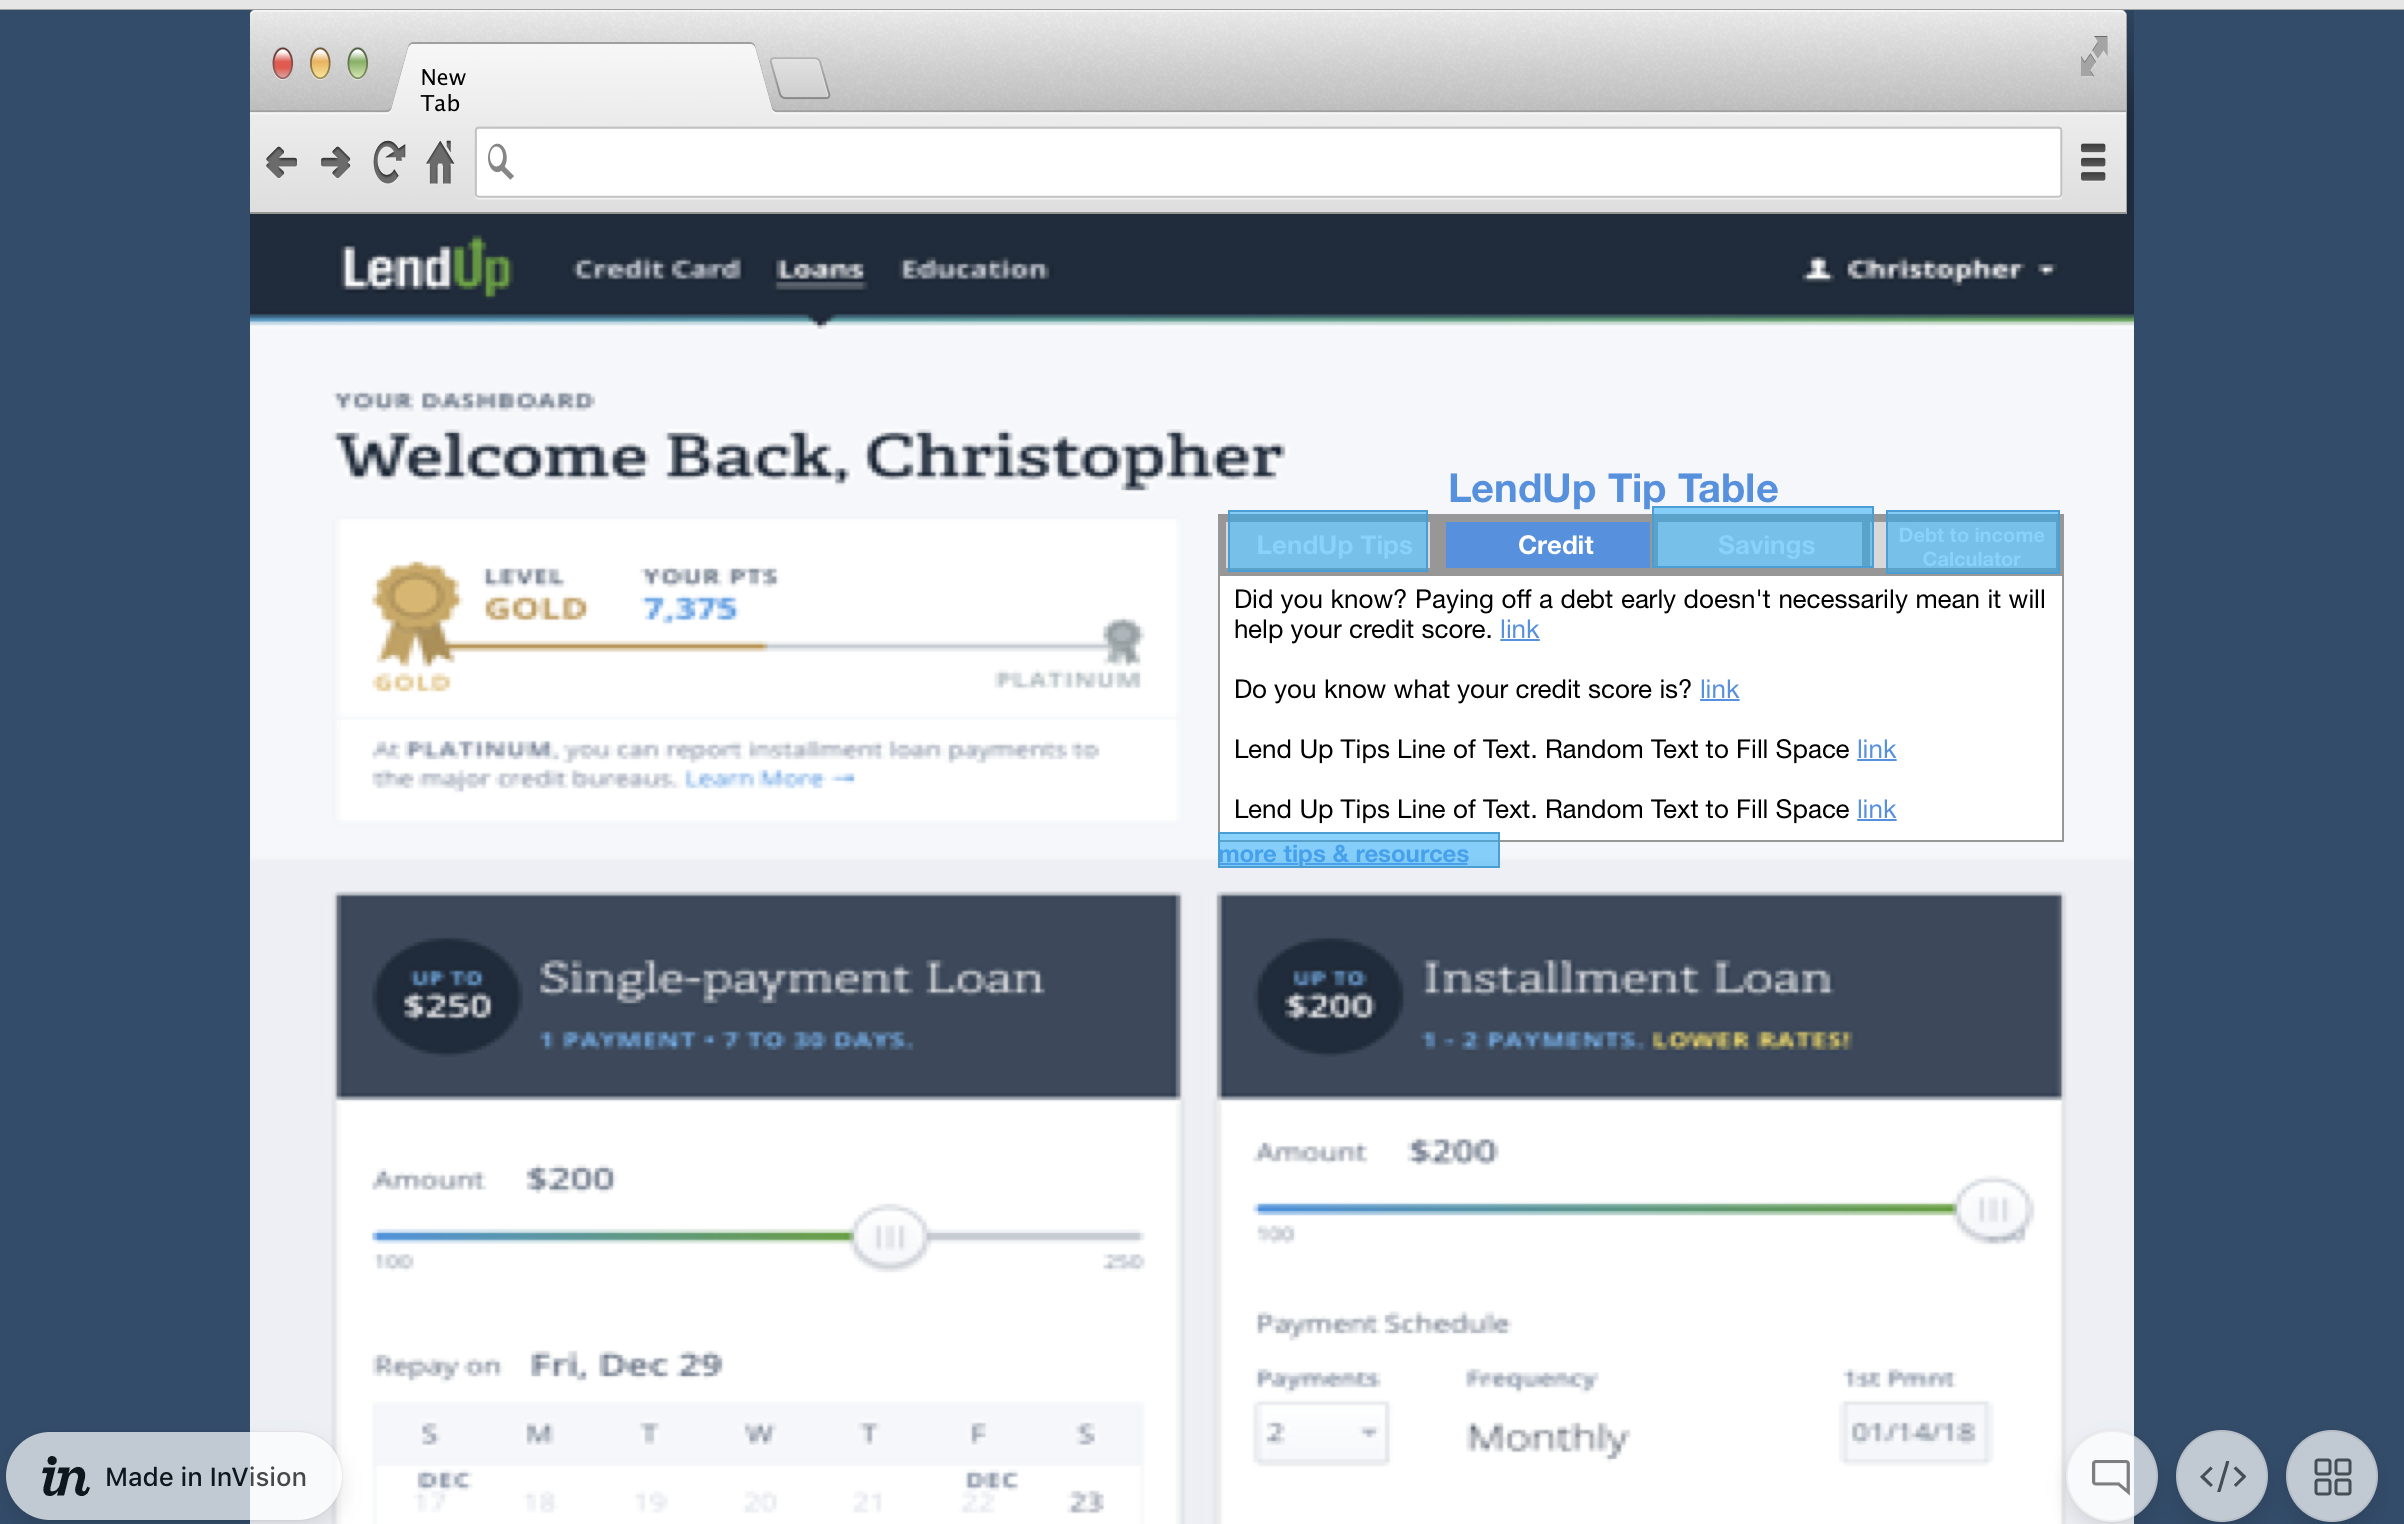 New
Tab
LendUp
Credit Card
Loans
Education
Christopher
YOUR DASHBOARD
Welcome Back, Christopher
LendUp Tip Table
LendUp Tips
Credit
Savings
Debt to income
Calculator
LEVEL
GOLD
YOUR PTS
7,375
GOLD
PLATINUM
At PLATINUM, you can report installment loan payments to
the major credit bureaus. Learn More →
Did you know? Paying off a debt early doesn't necessarily mean it will
help your credit score. link
Do you know what your credit score is? link
Lend Up Tips Line of Text. Random Text to Fill Space link
Lend Up Tips Line of Text. Random Text to Fill Space link
more tips & resources
UP TO
$250
Single-payment Loan
1 PAYMENT • 7 TO 30 DAYS.
Amount $200
100
250
Repay on Fri, Dec 29
S M T W T F S
DEC DEC
17 18 19 20 21 22 23
UP TO
$200
Installment Loan
1 - 2 PAYMENTS. LOWER RATES!
Amount $200
100
Payment Schedule
Payments Frequency 1st Pmnt
2 Monthly 01/14/18
in Made in InVision